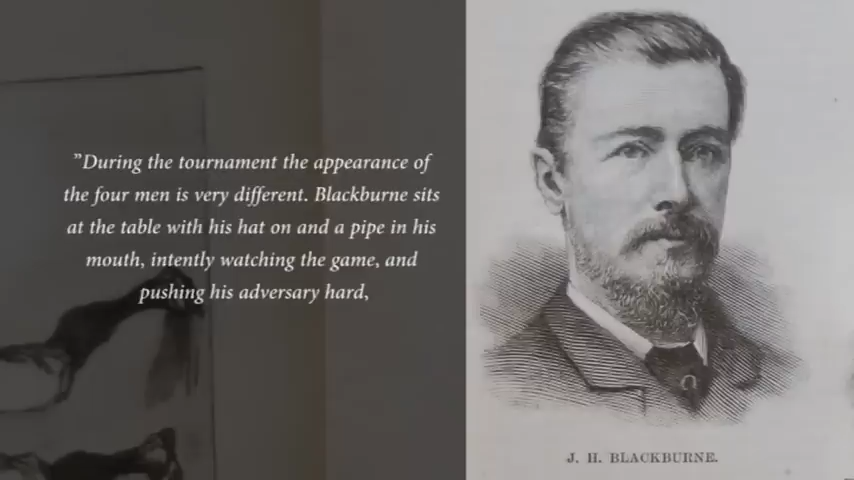 ”During the tournament the appearance of
the four men is very different. Blackburne sits
at the table with his hat on and a pipe in his
mouth, intently watching the game, and
pushing his adversary hard,
J. H. BLACKBURNE.